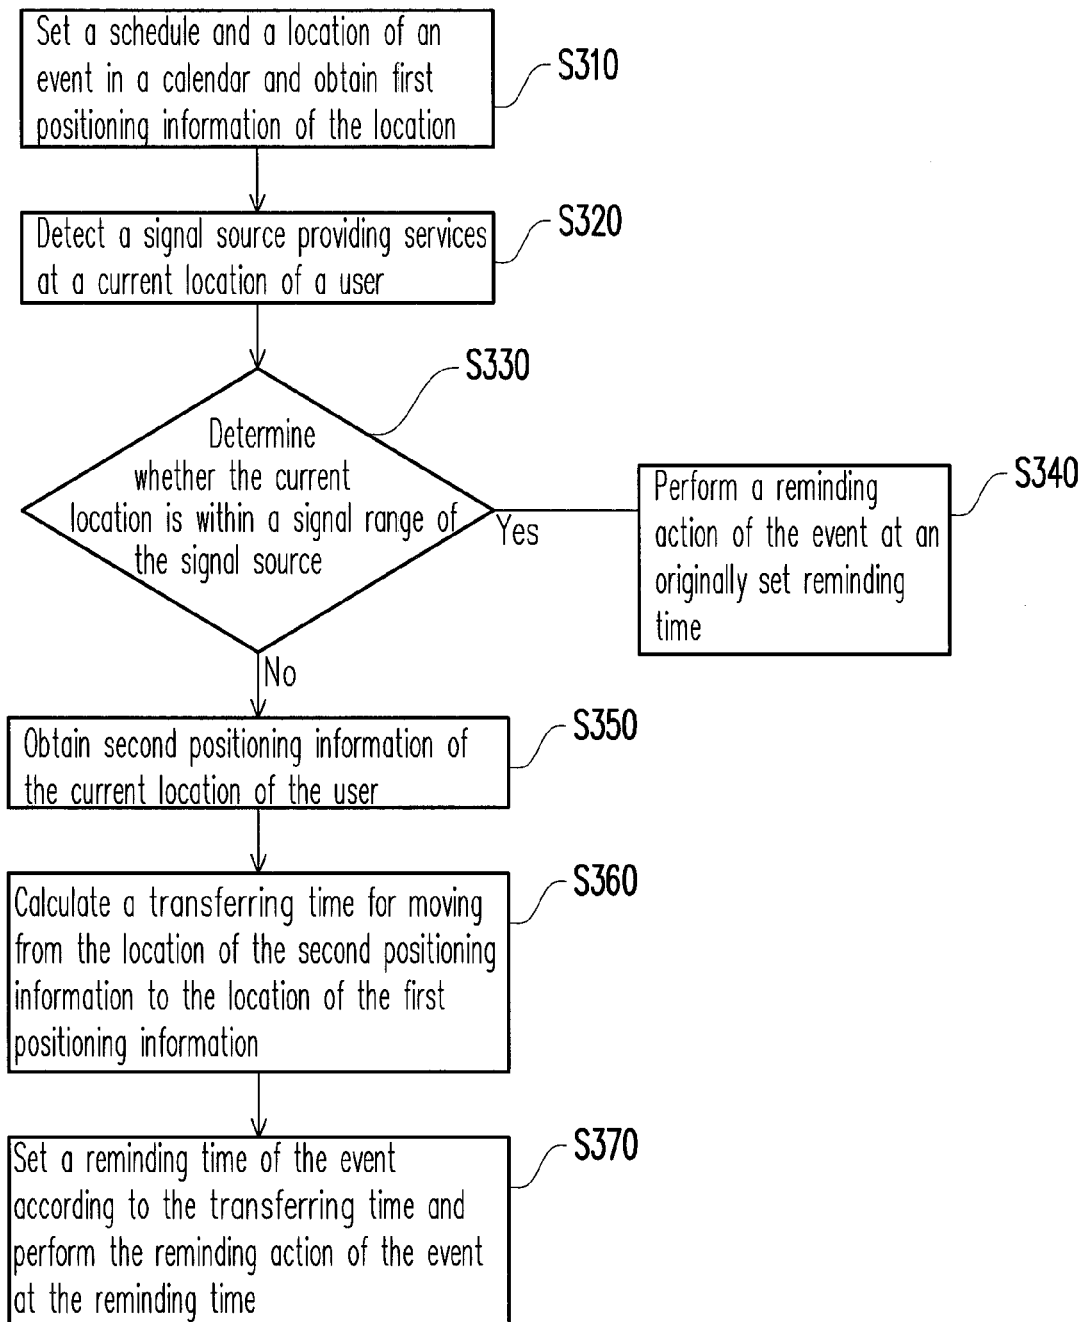 Set a schedule and a location of an
event in a calendar and obtain first
positioning information of the location
S310
Detect a signal source providing services
at a current location of a user
S320
S330
Determine
whether the current
location is within a signal range of
the signal source
Yes
Perform a reminding
action of the event at an
originally set reminding
time
S340
No
Obtain second positioning information of
the current location of the user
S350
Calculate a transferring time for moving
from the location of the second positioning
information to the location of the first
positioning information
S360
Set a reminding time of the event
according to the transferring time and
perform the reminding action of the event
at the reminding time
S370